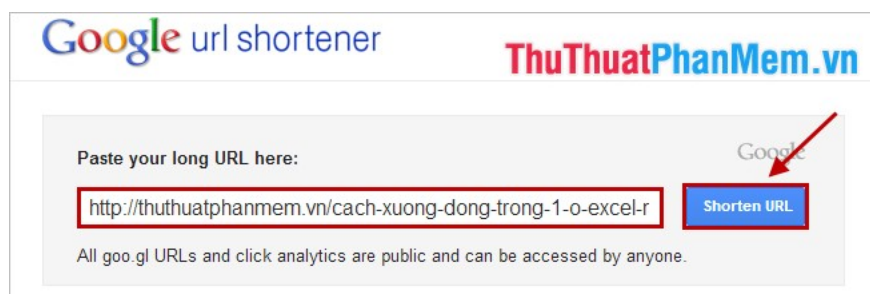 Google url shortener
ThuThuatPhanMem.vn
Paste your long URL here:
Google
http://thuthuatphanmem.vn/cach-xuong-dong-trong-1-o-excel-r
Shorten URL
All goo.gl URLs and click analytics are public and can be accessed by anyone.